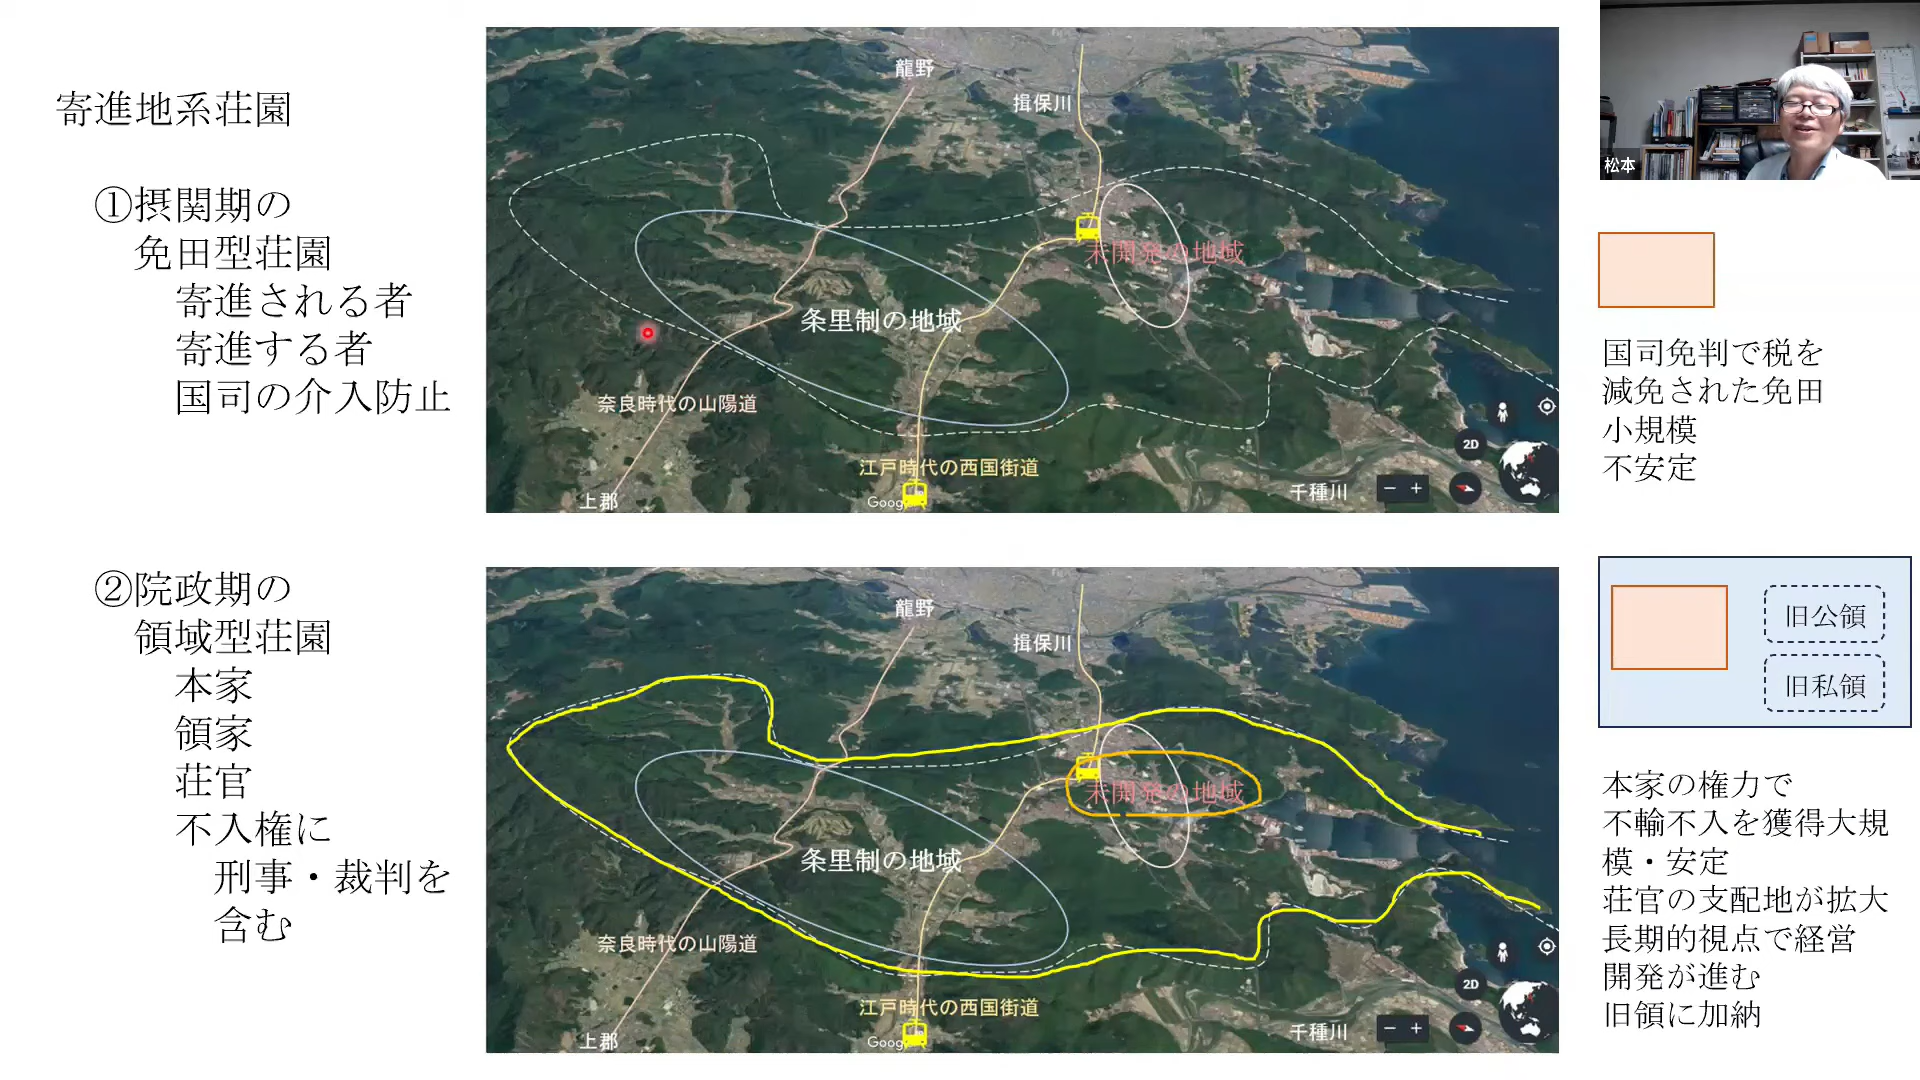 寄進地系荘園
①摂関期の
免田型荘園
寄進される者
寄進する者
国司の介入防止
龍野
揖保川
未開発の地域
条里制の地域
奈良時代の山陽道
江戸時代の西国街道
上郡
Goog
千種川
2D
松本
国司免判で税を
減免された免田
小規模
不安定
②院政期の
領域型荘園
本家
領家
荘官
不入権に
刑事・裁判を
含む
龍野
揖保川
未開発の地域
条里制の地域
奈良時代の山陽道
江戸時代の西国街道
上郡
Goog
千種川
2D
旧公領
旧私領
本家の権力で
不輸不入を獲得大規
模・安定
荘官の支配地が拡大
長期的視点で経営
開発が進む
旧領に加納